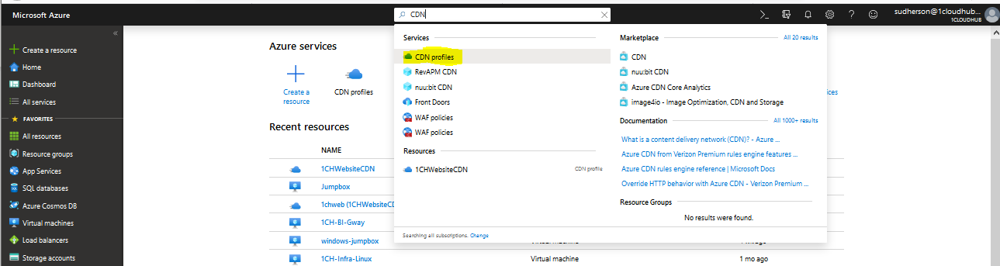 Microsoft Azure
CDN
sudherson@1cloudhub...
1CLOUDHUB
Create a resource
Home
Dashboard
All services
FAVORITES
All resources
Resource groups
App Services
SQL databases
Azure Cosmos DB
Virtual machines
Load balancers
Storage accounts
Azure services
Create a
resource
CDN profiles
Recent resources
NAME
1CHWebsiteCDN
Jumpbox
1chweb (1CHWebsiteCD
1CH-BI-Gway
windows-jumpbox
Virtual machine
1CH-Infra-Linux
Virtual machine
1 mo ago
Services
CDN profiles
RevAPM CDN
nuu:bit CDN
Front Doors
WAF policies
WAF policies
Resources
1CHWebsiteCDN
CDN profile
Searching all subscriptions. Change
Marketplace
All 20 results
CDN
nuu:bit CDN
Azure CDN Core Analytics
image4io - Image Optimization, CDN and Storage
Documentation
All 1000+ results
What is a content delivery network (CDN)? - Azure ...
Azure CDN from Verizon Premium rules engine features ...
Azure CDN rules engine reference | Microsoft Docs
Override HTTP behavior with Azure CDN - Verizon Premium ...
Resource Groups
No results were found.